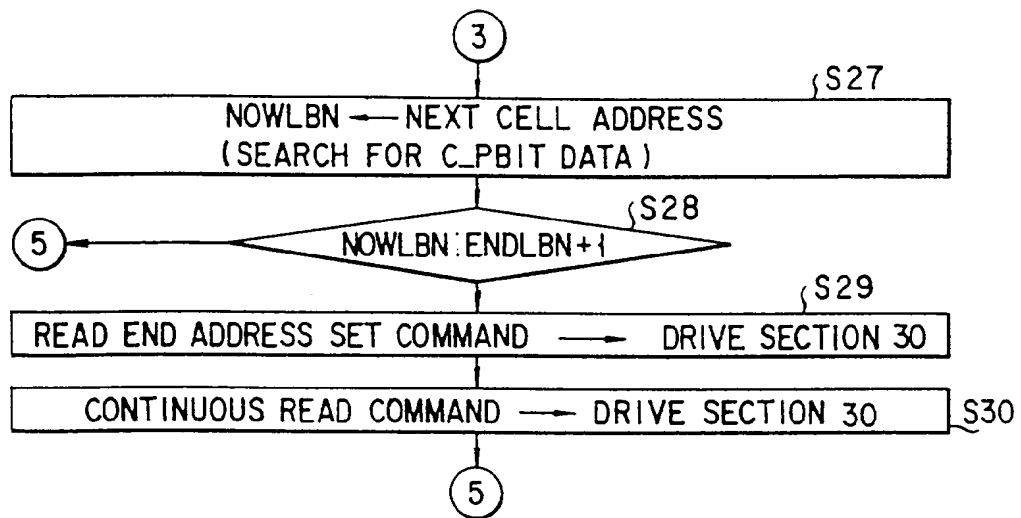 3
S27
NOWLBN ← NEXT CELL ADDRESS
(SEARCH FOR C_PBIT DATA)
S28
5
NOWLBN:ENDLBN+1
S29
READ END ADDRESS SET COMMAND → DRIVE SECTION 30
CONTINUOUS READ COMMAND → DRIVE SECTION 30
S30
5